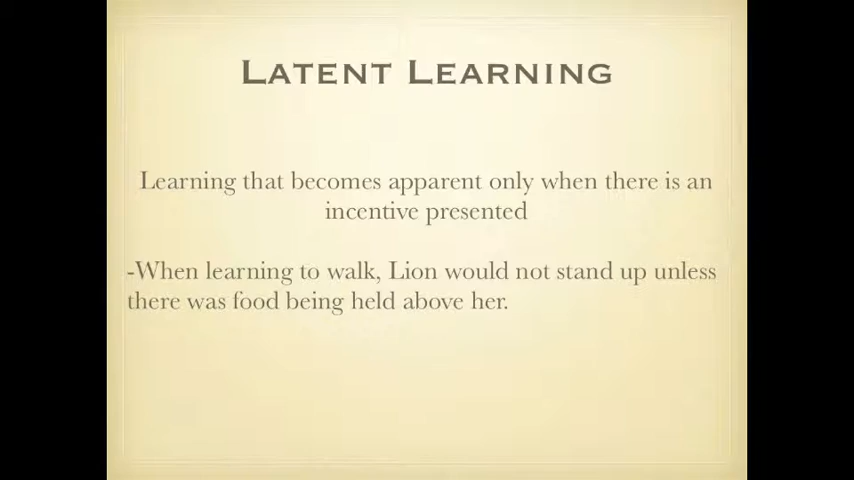 Latent Learning
Learning that becomes apparent only when there is an
incentive presented
-When learning to walk, Lion would not stand up unless
there was food being held above her.